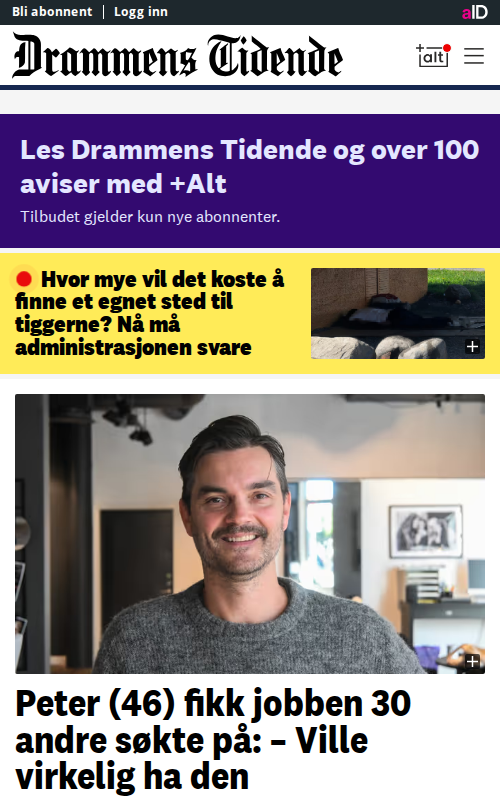 Bli abonnent | Logg inn
aID
Drammens Tidende
+alt
Les Drammens Tidende og over 100
aviser med +Alt
Tilbudet gjelder kun nye abonnenter.
Hvor mye vil det koste å
finne et egnet sted til
tiggerne? Nå må
administrasjonen svare
Peter (46) fikk jobben 30
andre søkte på: – Ville
virkelig ha den